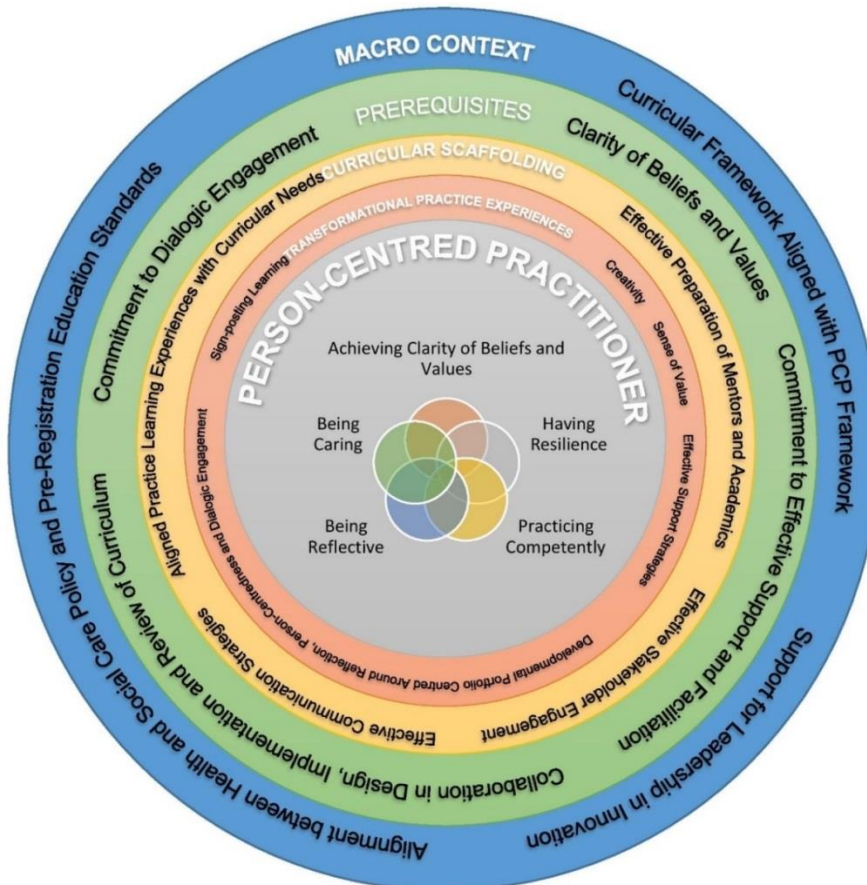 MACRO CONTEXT
Curricular Framework Aligned with PCP Framework
Support for Leadership in Innovation
Alignment between Health and Social Care Policy and Pre-Registration Education Standards
PREREQUISITES
Clarity of Beliefs and Values
Commitment to Effective Support and Facilitation
Collaboration in Design, Implementation and Review of Curriculum
Commitment to Dialogic Engagement
CURRICULAR SCAFFOLDING
Effective Preparation of Mentors and Academics
Effective Stakeholder Engagement
Effective Communication Strategies
Aligned Practice Learning Experiences with Curricular Needs
TRANSFORMATIONAL PRACTICE EXPERIENCES
Creativity
Sense of Value
Effective Support Strategies
Developmental Portfolio Centred Around Reflection, Person-Centredness and Dialogic Engagement
Sign-posting Learning
PERSON-CENTRED PRACTITIONER
Achieving Clarity of Beliefs and
Values
Being
Caring
Having
Resilience
Being
Reflective
Practicing
Competently